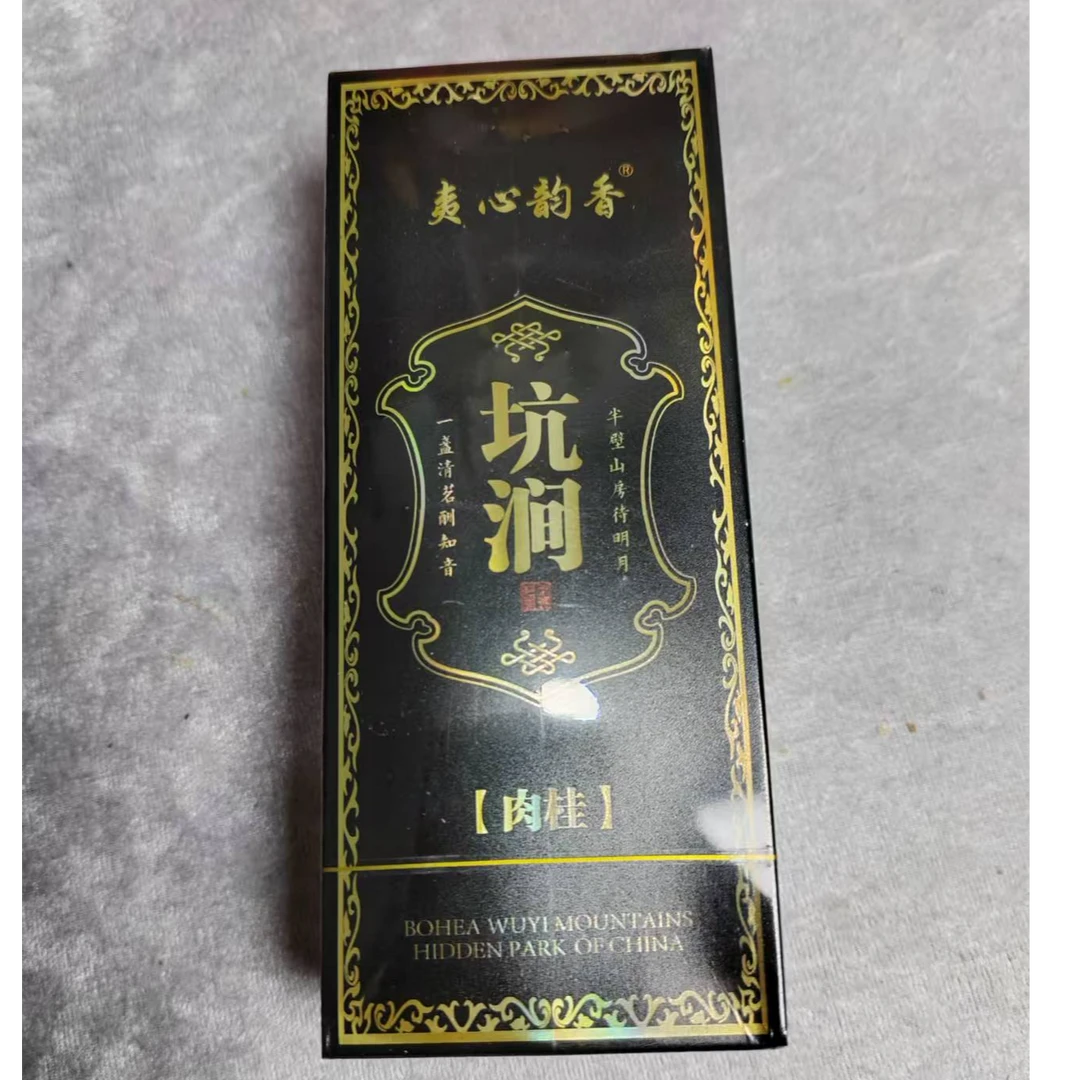 夷心韵香®
坑涧
半壁山房待明月
一盏清茗酬知音
【肉桂】
BOHEA WUYI MOUNTAINS
HIDDEN PARK OF CHINA